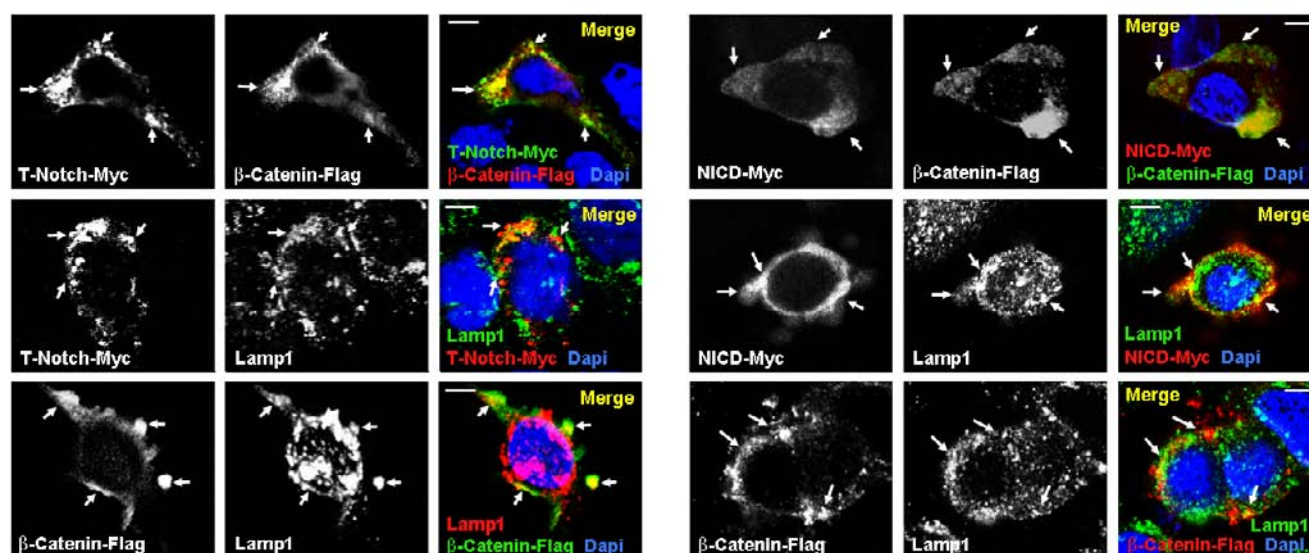 Merge
T-Notch-Myc
β-Catenin-Flag
T-Notch-Myc
β-Catenin-Flag Dapi
Merge
NICD-Myc
β-Catenin-Flag
NICD-Myc
β-Catenin-Flag Dapi
Merge
T-Notch-Myc
Lamp1
Lamp1
T-Notch-Myc Dapi
Merge
NICD-Myc
Lamp1
Lamp1
NICD-Myc Dapi
Merge
β-Catenin-Flag
Lamp1
Lamp1
β-Catenin-Flag Dapi
Merge
β-Catenin-Flag
Lamp1
Lamp1
β-Catenin-Flag Dapi